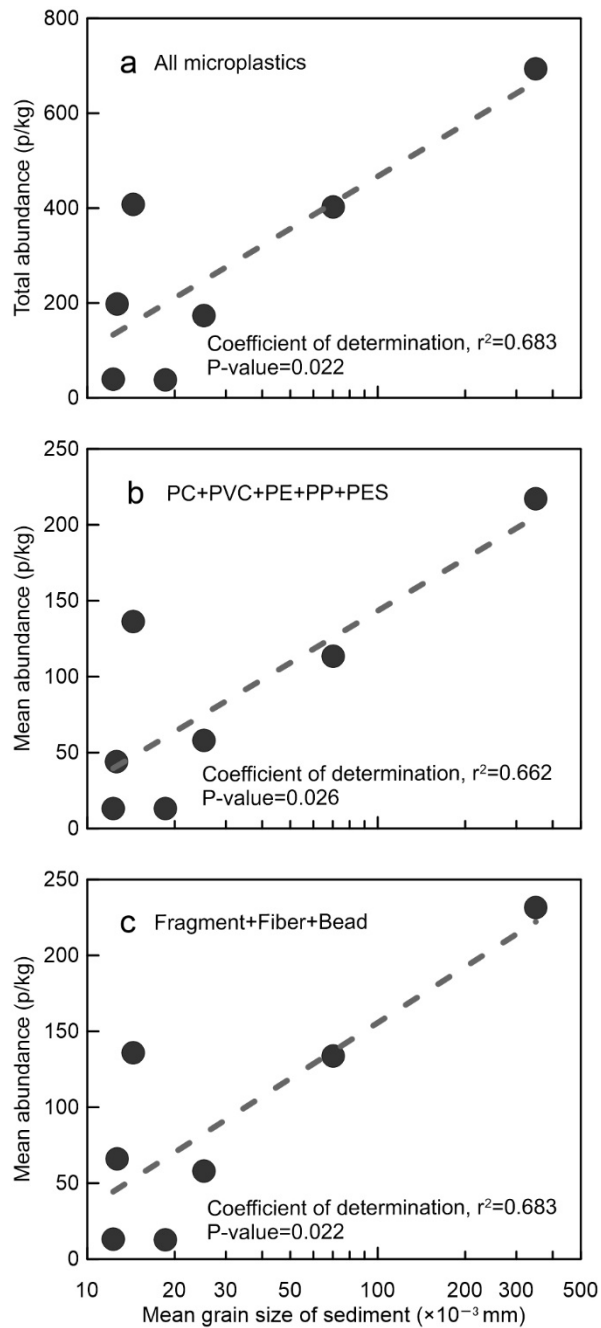 800
a All microplastics
600
400
200
0
Total abundance (p/kg)
Coefficient of determination, r²=0.683
P-value=0.022
250
b PC+PVC+PE+PP+PES
200
150
100
50
0
Mean abundance (p/kg)
Coefficient of determination, r²=0.662
P-value=0.026
250
c Fragment+Fiber+Bead
200
150
100
50
0
Mean abundance (p/kg)
Coefficient of determination, r²=0.683
P-value=0.022
10 20 30 50 100 200 300 500
Mean grain size of sediment (×10⁻³ mm)